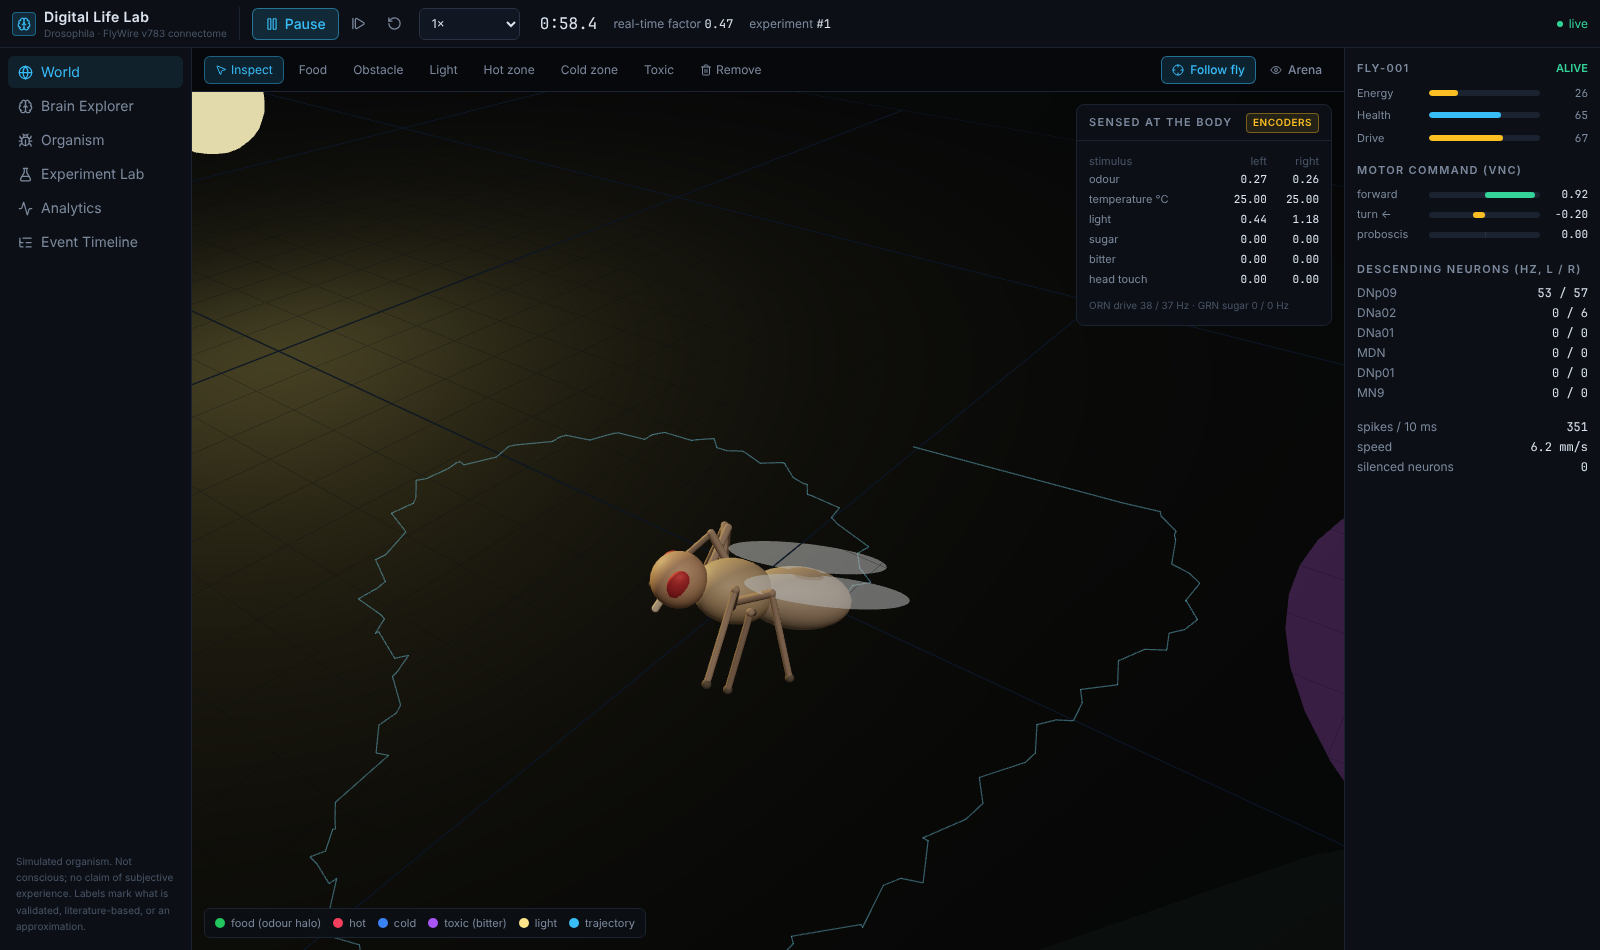 Digital Life Lab
Drosophila · FlyWire v783 connectome
Pause
1×
0:58.4
real-time factor 0.47
experiment #1
live
World
Brain Explorer
Organism
Experiment Lab
Analytics
Event Timeline
Simulated organism. Not
conscious; no claim of subjective
experience. Labels mark what is
validated, literature-based, or an
approximation.
Inspect
Food
Obstacle
Light
Hot zone
Cold zone
Toxic
Remove
Follow fly
Arena
SENSED AT THE BODY ENCODERS
stimulus left right
odour 0.27 0.26
temperature °C 25.00 25.00
light 0.44 1.18
sugar 0.00 0.00
bitter 0.00 0.00
head touch 0.00 0.00
ORN drive 38 / 37 Hz · GRN sugar 0 / 0 Hz
food (odour halo)
hot
cold
toxic (bitter)
light
trajectory
FLY-001 ALIVE
Energy 26
Health 65
Drive 67
MOTOR COMMAND (VNC)
forward 0.92
turn ← -0.20
proboscis 0.00
DESCENDING NEURONS (HZ, L / R)
DNp09 53 / 57
DNa02 0 / 6
DNa01 0 / 0
MDN 0 / 0
DNp01 0 / 0
MN9 0 / 0
spikes / 10 ms 351
speed 6.2 mm/s
silenced neurons 0